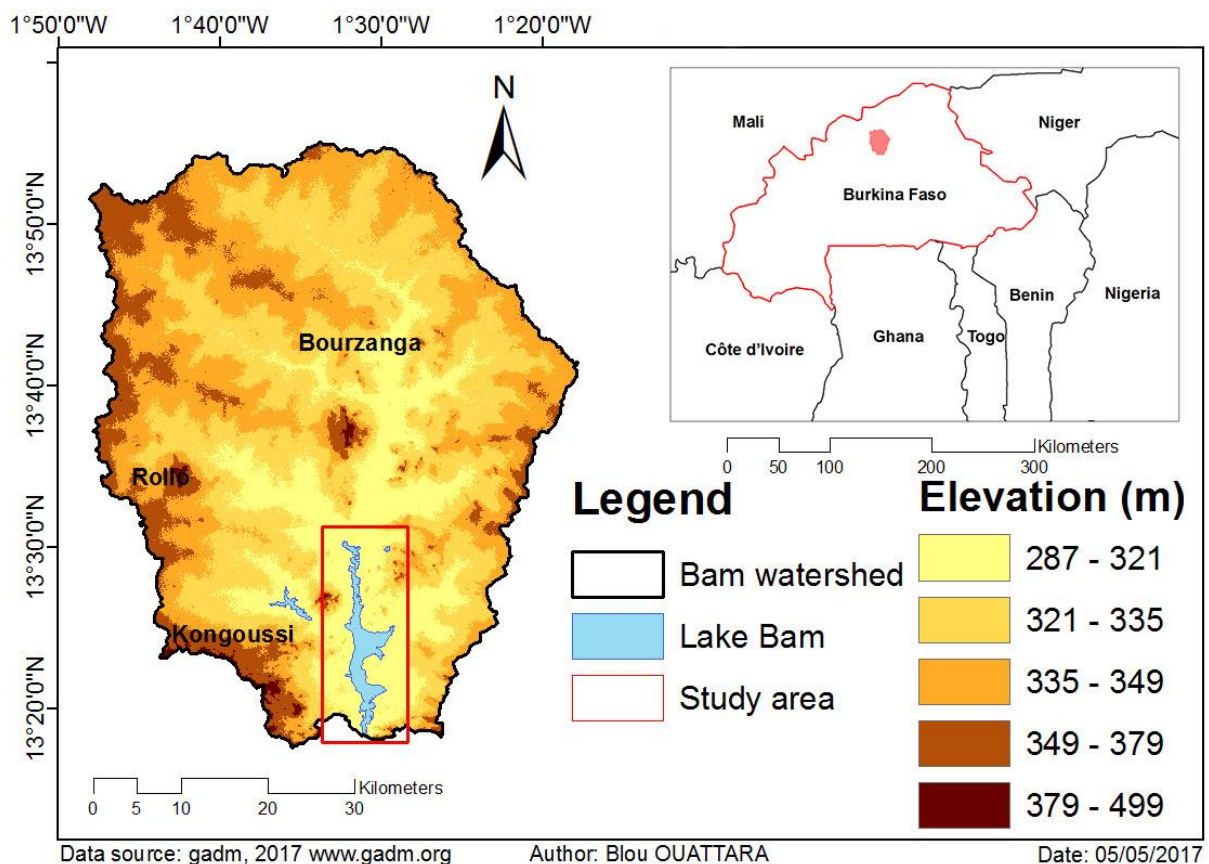 1°50'0"W 1°40'0"W 1°30'0"W 1°20'0"W
13°50'0"N
13°40'0"N
13°30'0"N
13°20'0"N
N
Bourzanga
Rollo
Kongoussi
0 5 10 20 30 Kilometers
Mali
Niger
Burkina Faso
Benin
Nigeria
Ghana
Togo
Côte d'Ivoire
0 50 100 200 300 Kilometers
Legend
Bam watershed
Lake Bam
Study area
Elevation (m)
287 - 321
321 - 335
335 - 349
349 - 379
379 - 499
Data source: gadm, 2017 www.gadm.org Author: Blou OUATTARA Date: 05/05/2017